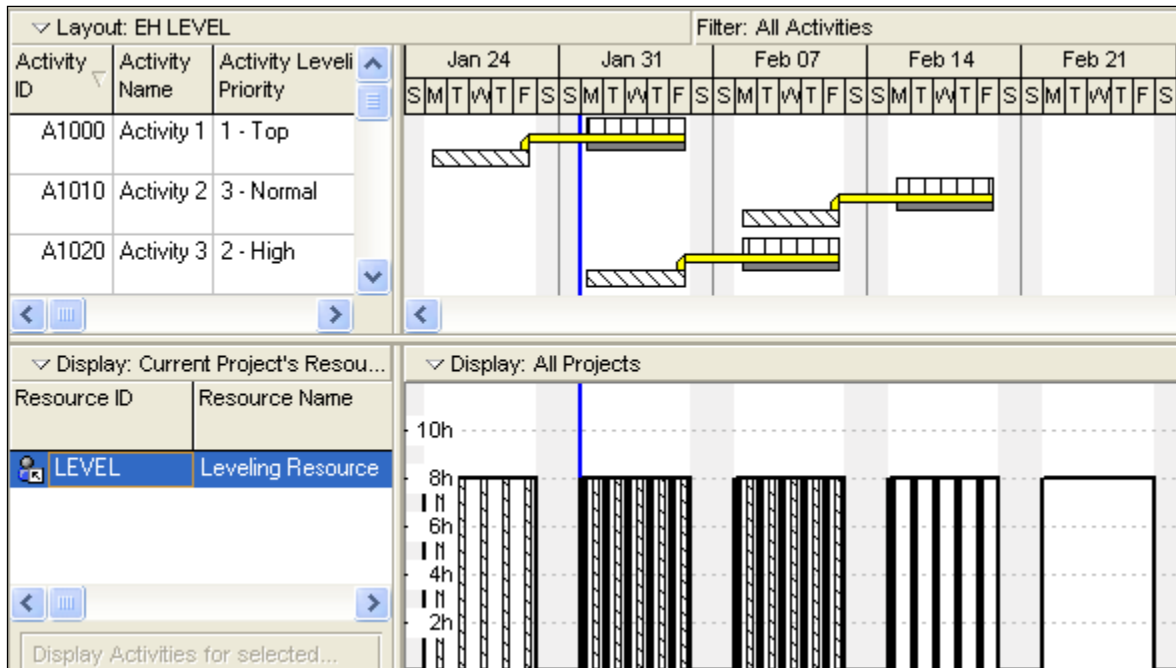 Layout: EH LEVEL
Filter: All Activities
Activity ID
Activity Name
Activity Leveli Priority
Jan 24 Jan 31 Feb 07 Feb 14 Feb 21
S M T W T F S S M T W T F S S M T W T F S S M T W T F S S M T W T F S
A1000 Activity 1 1 - Top
A1010 Activity 2 3 - Normal
A1020 Activity 3 2 - High
Display: Current Project's Resou...
Display: All Projects
Resource ID Resource Name
LEVEL Leveling Resource
10h
8h
6h
4h
2h
Display Activities for selected...